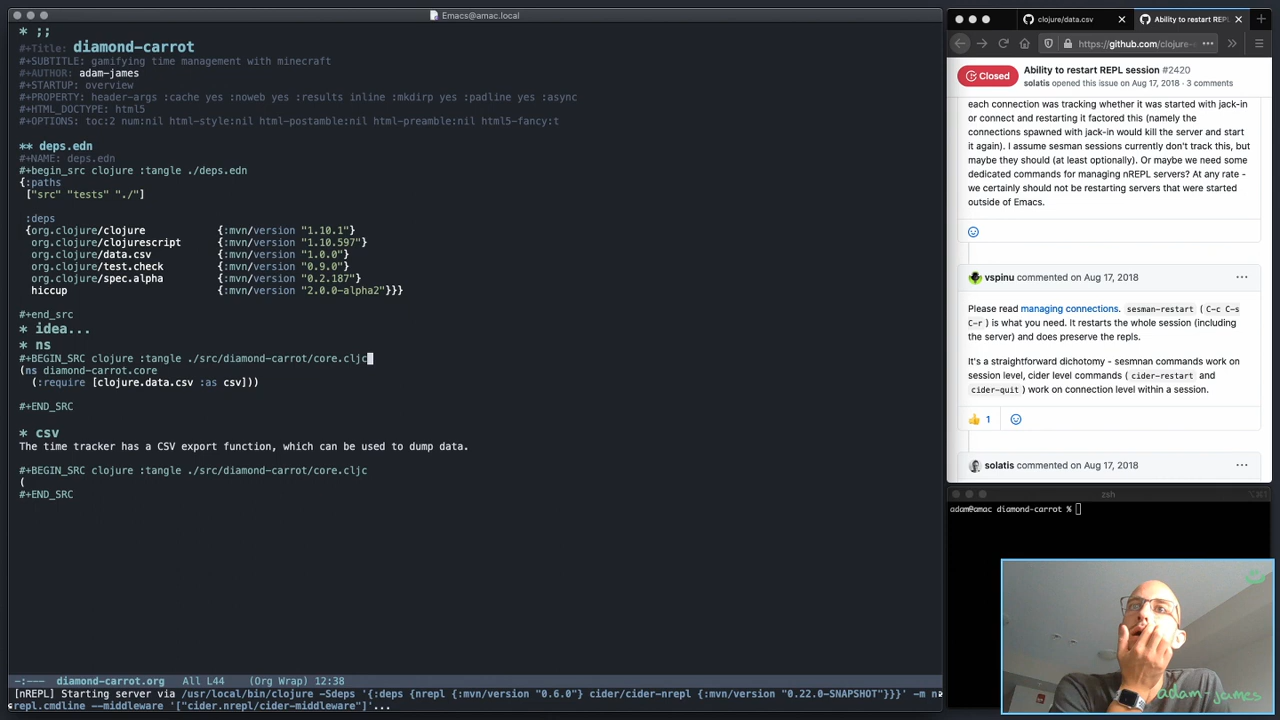 Emacs@amac.local
* ;;
#+Title: diamond-carrot
#+SUBTITLE: gamifying time management with minecraft
#+AUTHOR: adam-james
#+STARTUP: overview
#+PROPERTY: header-args :cache yes :noweb yes :results inline :mkdirp yes :padline yes :async
#+HTML_DOCTYPE: html5
#+OPTIONS: toc:2 num:nil html-style:nil html-postamble:nil html-preamble:nil html5-fancy:t
** deps.edn
#+NAME: deps.edn
#+begin_src clojure :tangle ./deps.edn
{:paths
["src" "tests" "./"]
:deps
{org.clojure/clojure {:mvn/version "1.10.1"}
org.clojure/clojurescript {:mvn/version "1.10.597"}
org.clojure/data.csv {:mvn/version "1.0.0"}
org.clojure/test.check {:mvn/version "0.9.0"}
org.clojure/spec.alpha {:mvn/version "0.2.187"}
hiccup {:mvn/version "2.0.0-alpha2"}}}
#+end_src
* idea...
* ns
#+BEGIN_SRC clojure :tangle ./src/diamond-carrot/core.cljc
(ns diamond-carrot.core
(:require [clojure.data.csv :as csv]))
#+END_SRC
* csv
The time tracker has a CSV export function, which can be used to dump data.
#+BEGIN_SRC clojure :tangle ./src/diamond-carrot/core.cljc
(
#+END_SRC
-:--- diamond-carrot.org All L44 (Org Wrap) 12:38
[nREPL] Starting server via /usr/local/bin/clojure -Sdeps '{:deps {nrepl {:mvn/version "0.6.0"} cider/cider-nrepl {:mvn/version "0.22.0-SNAPSHOT"}}}' -m n
repl.cmdline --middleware '["cider.nrepl/cider-middleware"]'...
clojure/data.csv
Ability to restart REPL
https://github.com/clojure-
Closed
Ability to restart REPL session #2420
solatis opened this issue on Aug 17, 2018 · 3 comments
each connection was tracking whether it was started with jack-in
or connect and restarting it factored this (namely the
connections spawned with jack-in would kill the server and start
it again). I assume sesman sessions currently don't track this, but
maybe they should (at least optionally). Or maybe we need some
dedicated commands for managing nREPL servers? At any rate -
we certainly should not be restarting servers that were started
outside of Emacs.
vspinu commented on Aug 17, 2018
Please read managing connections. sesman-restart ( C-c C-s
C-r ) is what you need. It restarts the whole session (including
the server) and does preserve the repls.
It's a straightforward dichotomy - sesmnan commands work on
session level, cider level commands ( cider-restart and
cider-quit ) work on connection level within a session.
1
solatis commented on Aug 17, 2018
zsh
⌥⌘1
adam@amac diamond-carrot %
adam-james